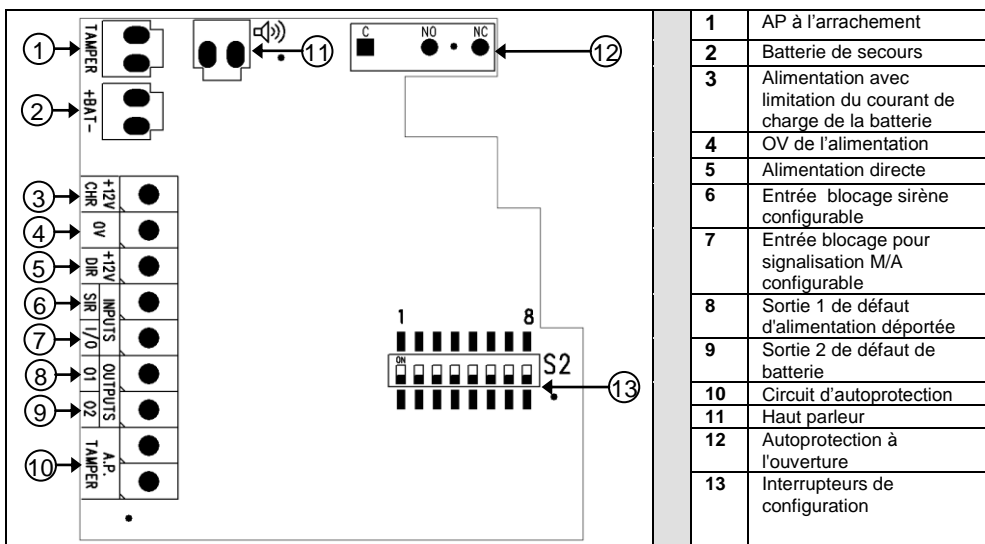 TAMPER
+BAT-
C
NO
NC
1
2
11
12
3
4
5
6
7
8
9
10
13
+12V
CHR
0V
+12V
DIR
SIR
I/O
INPUTS
O1
O2
OUTPUTS
A.P.
TAMPER
1
8
ON
S2
1 AP à l'arrachement
2 Batterie de secours
3 Alimentation avec
limitation du courant de
charge de la batterie
4 OV de l'alimentation
5 Alimentation directe
6 Entrée blocage sirène
configurable
7 Entrée blocage pour
signalisation M/A
configurable
8 Sortie 1 de défaut
d'alimentation déportée
9 Sortie 2 de défaut de
batterie
10 Circuit d'autoprotection
11 Haut parleur
12 Autoprotection à
l'ouverture
13 Interrupteurs de
configuration